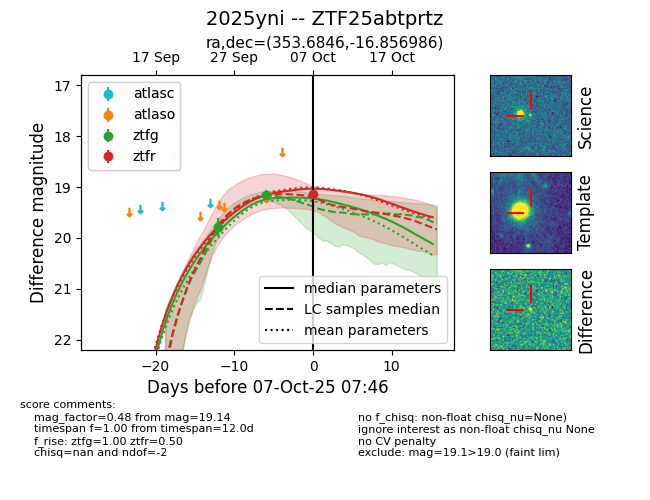 2025yni -- ZTF25abtprtz
ra,dec=(353.6846,-16.856986)
17 Sep
27 Sep
07 Oct
17 Oct
17
18
19
20
21
22
Difference magnitude
atlasc
atlaso
ztfg
ztfr
median parameters
LC samples median
mean parameters
−20
−10
0
10
Days before 07-Oct-25 07:46
Science
Template
Difference
score comments:
mag_factor=0.48 from mag=19.14
timespan f=1.00 from timespan=12.0d
f_rise: ztfg=1.00 ztfr=0.50
chisq=nan and ndof=-2
no f_chisq: non-float chisq_nu=None)
ignore interest as non-float chisq_nu None
no CV penalty
exclude: mag=19.1>19.0 (faint lim)